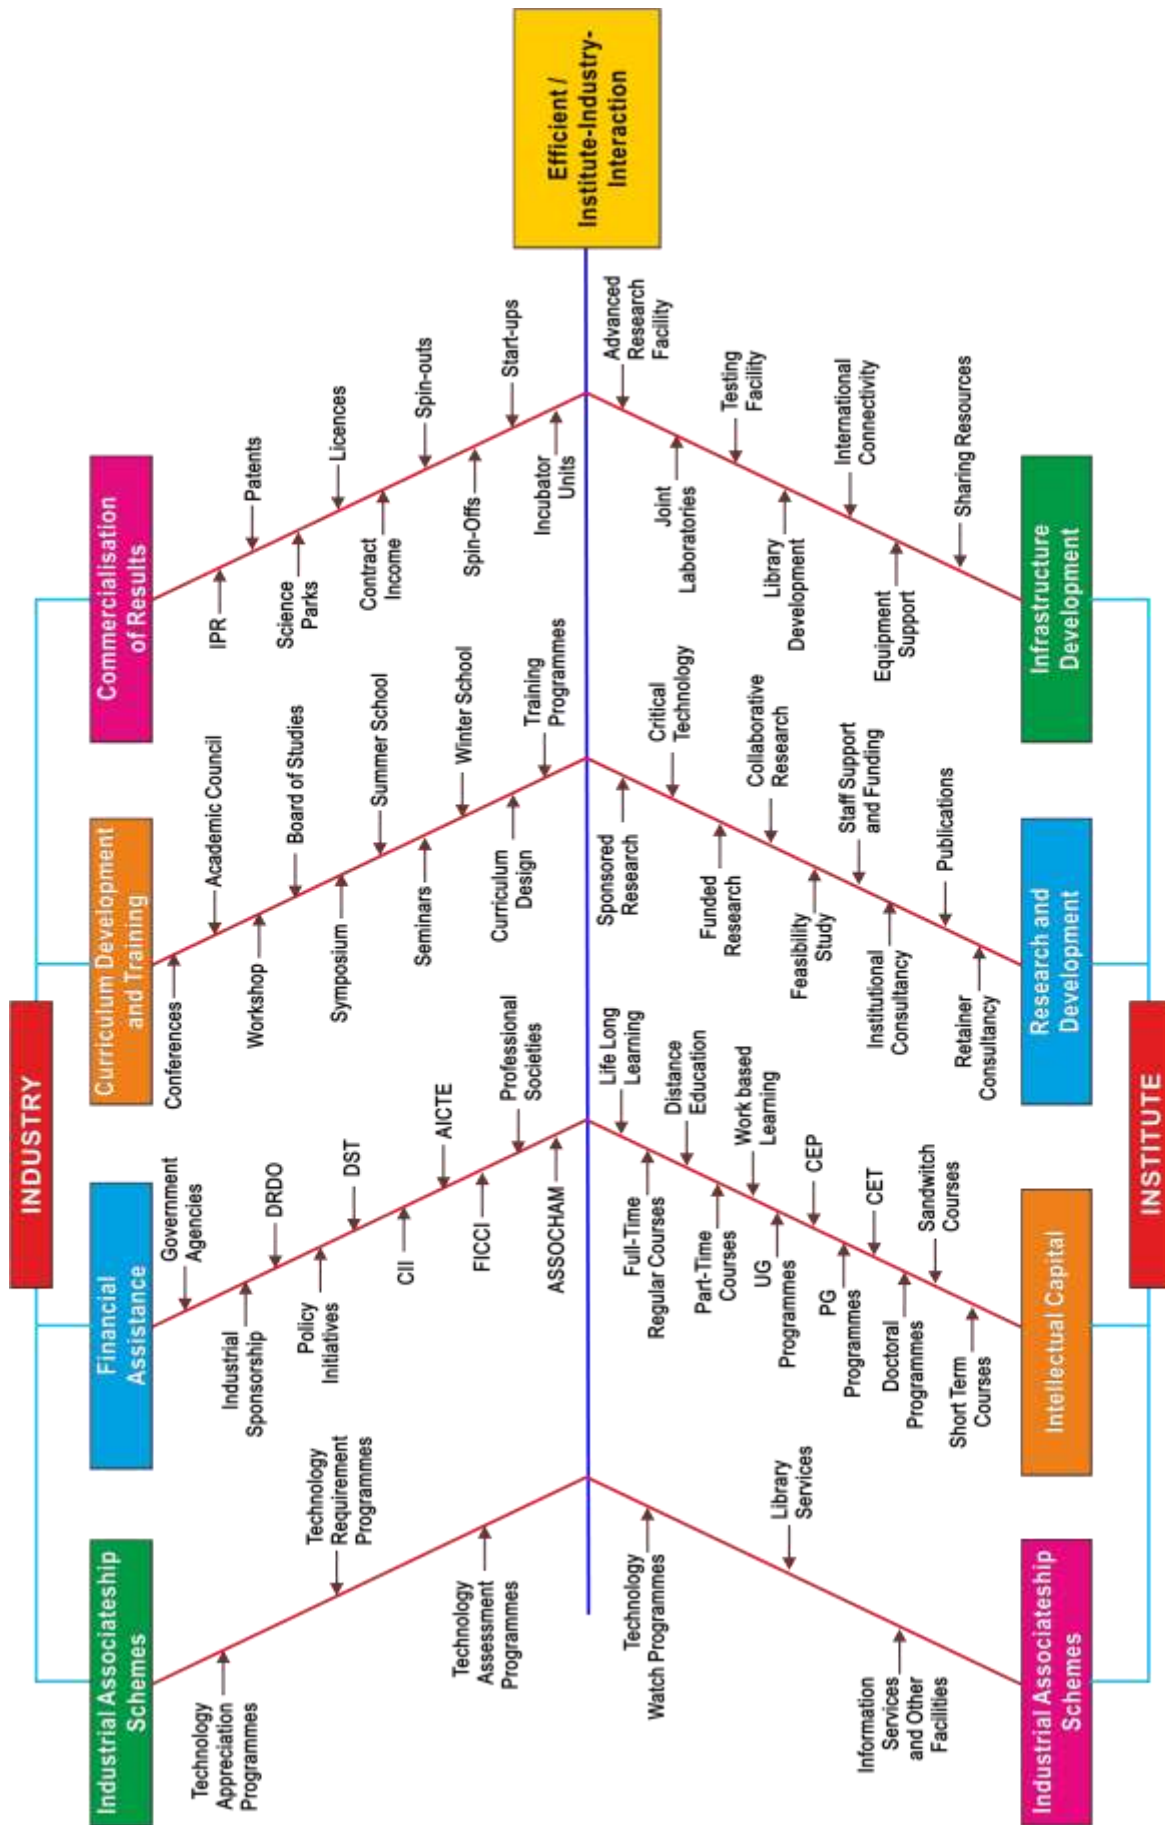 INDUSTRY
Industrial Associateship
Schemes
Financial
Assistance
Curriculum Development
and Training
Commercialisation
of Results
Technology
Appreciation
Programmes
Technology
Requirement
Programmes
Technology
Assessment
Programmes
Government
Agencies
Industrial
Sponsorship
DRDO
Policy
Initiatives
DST
CII
AICTE
FICCI
Professional
Societies
ASSOCHAM
Conferences
Academic Council
Workshop
Board of Studies
Symposium
Summer School
Seminars
Winter School
Curriculum
Design
Training
Programmes
IPR
Patents
Science
Parks
Licences
Contract
Income
Spin-outs
Spin-Offs
Start-ups
Incubator
Units
Efficient /
Institute-Industry-
Interaction
Technology
Watch Programmes
Library
Services
Information
Services
and Other
Facilities
Life Long
Learning
Full-Time
Regular Courses
Distance
Education
Part-Time
Courses
Work based
Learning
UG
Programmes
CEP
PG
Programmes
CET
Doctoral
Programmes
Sandwitch
Courses
Short Term
Courses
Sponsored
Research
Critical
Technology
Funded
Research
Collaborative
Research
Feasibility
Study
Staff Support
and Funding
Institutional
Consultancy
Publications
Retainer
Consultancy
Advanced
Research
Facility
Joint
Laboratories
Testing
Facility
Library
Development
International
Connectivity
Equipment
Support
Sharing Resources
Industrial Associateship
Schemes
Intellectual Capital
Research and
Development
Infrastructure
Development
INSTITUTE